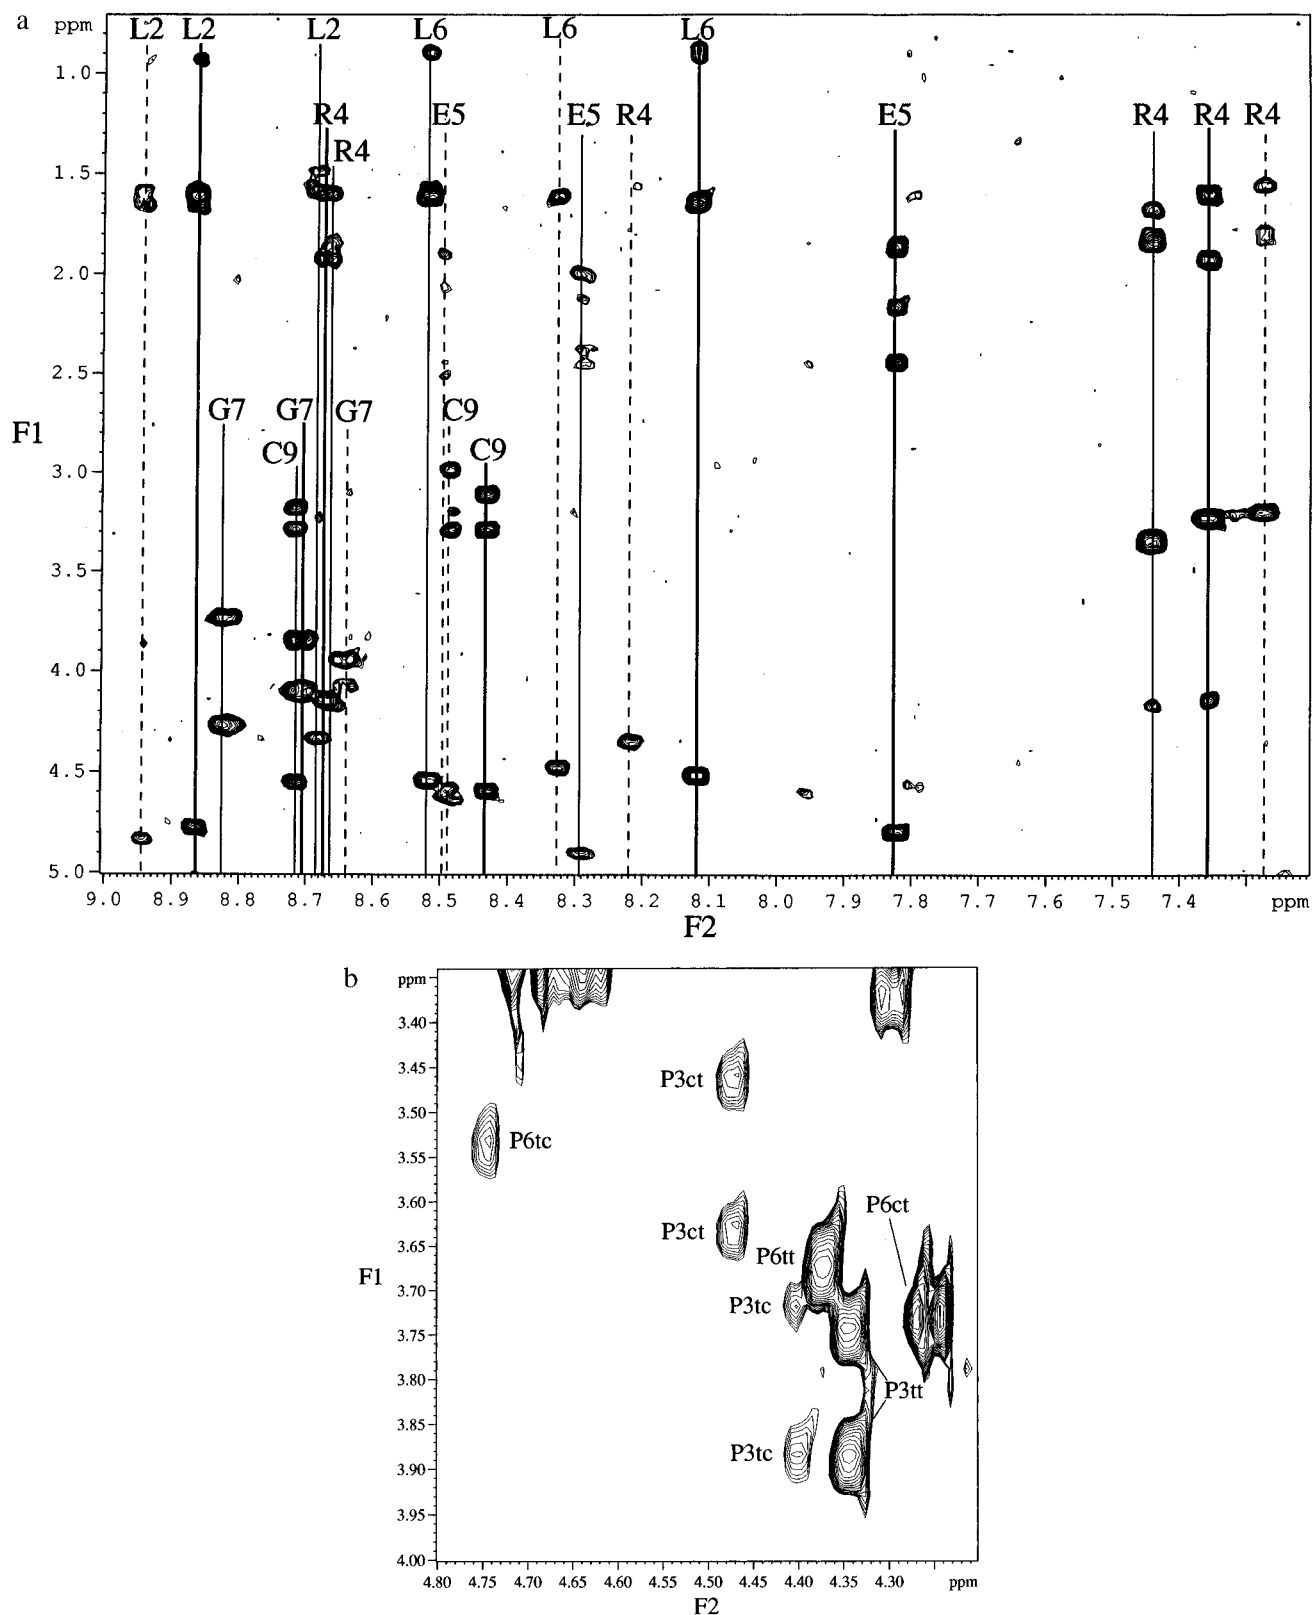 a
ppm
L2 L2 L2 L6 L6 L6
R4 E5 E5 R4 E5 R4 R4 R4
R4
G7 G7 G7 C9
C9 C9
1.0
1.5
2.0
2.5
3.0
3.5
4.0
4.5
5.0
F1
9.0 8.9 8.8 8.7 8.6 8.5 8.4 8.3 8.2 8.1 8.0 7.9 7.8 7.7 7.6 7.5 7.4 ppm
F2
b
ppm
3.40
3.45
3.50
3.55
3.60
3.65
3.70
3.75
3.80
3.85
3.90
3.95
4.00
F1
P3ct
P6tc
P6ct
P3ct
P6tt
P3tc
P3tt
P3tc
4.80 4.75 4.70 4.65 4.60 4.55 4.50 4.45 4.40 4.35 4.30 ppm
F2